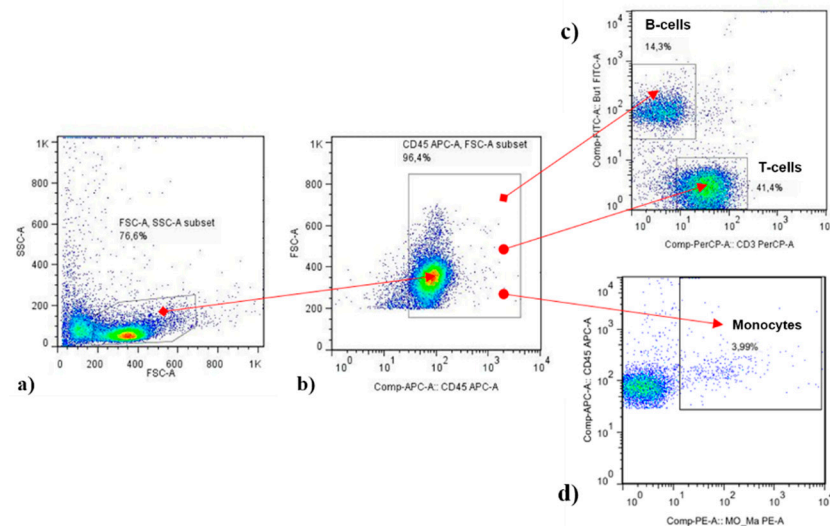 c)
B-cells
14,3%
10^4
10^3
10^2
10^1
10^0
Comp-FITC-A:: Bu1 FITC-A
T-cells
41,4%
10^0
10^1
10^2
10^3
10^4
Comp-PerCP-A:: CD3 PerCP-A
a)
1K
800
600
400
200
0
SSC-A
FSC-A, SSC-A subset
76,6%
0
200
400
600
800
1K
FSC-A
b)
1K
800
600
400
200
0
FSC-A
CD45 APC-A, FSC-A subset
96,4%
10^0
10^1
10^2
10^3
10^4
Comp-APC-A:: CD45 APC-A
d)
10^4
10^3
10^2
10^1
10^0
Comp-APC-A:: CD45 APC-A
Monocytes
3,99%
10^0
10^1
10^2
10^3
10^4
Comp-PE-A:: MO_Ma PE-A